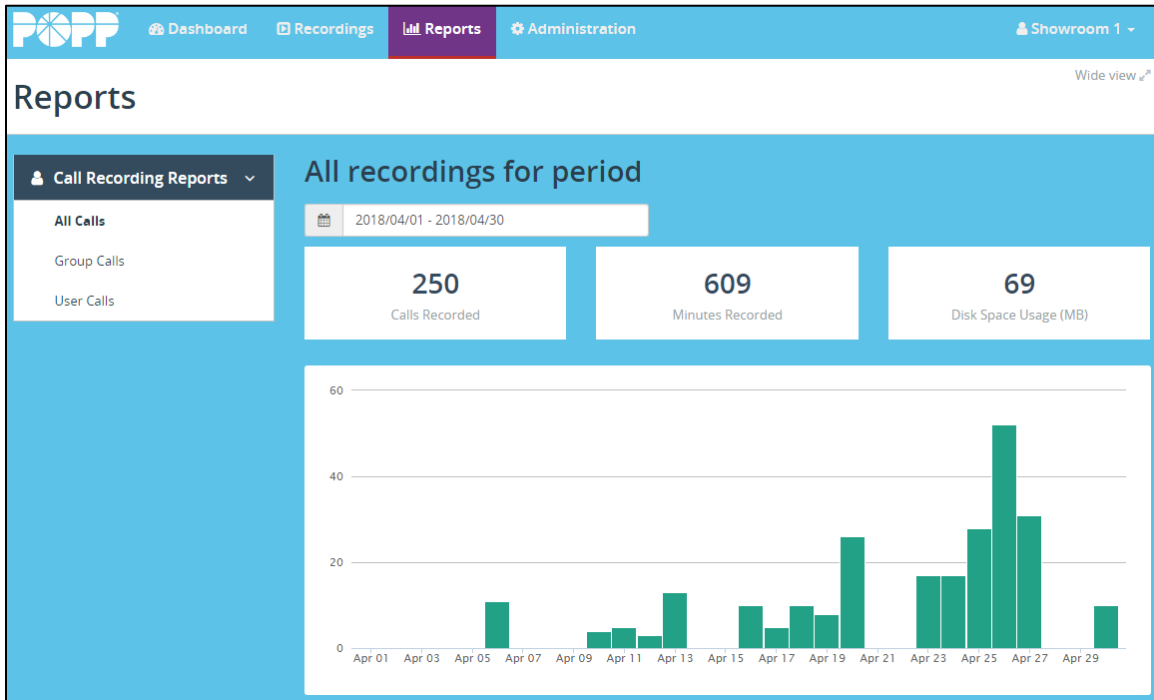 POPP Dashboard Recordings Reports Administration Showroom 1
Wide view
Reports
Call Recording Reports
All Calls
Group Calls
User Calls
All recordings for period
2018/04/01 - 2018/04/30
250 609 69
Calls Recorded Minutes Recorded Disk Space Usage (MB)
60
40
20
0
Apr 01 Apr 03 Apr 05 Apr 07 Apr 09 Apr 11 Apr 13 Apr 15 Apr 17 Apr 19 Apr 21 Apr 23 Apr 25 Apr 27 Apr 29